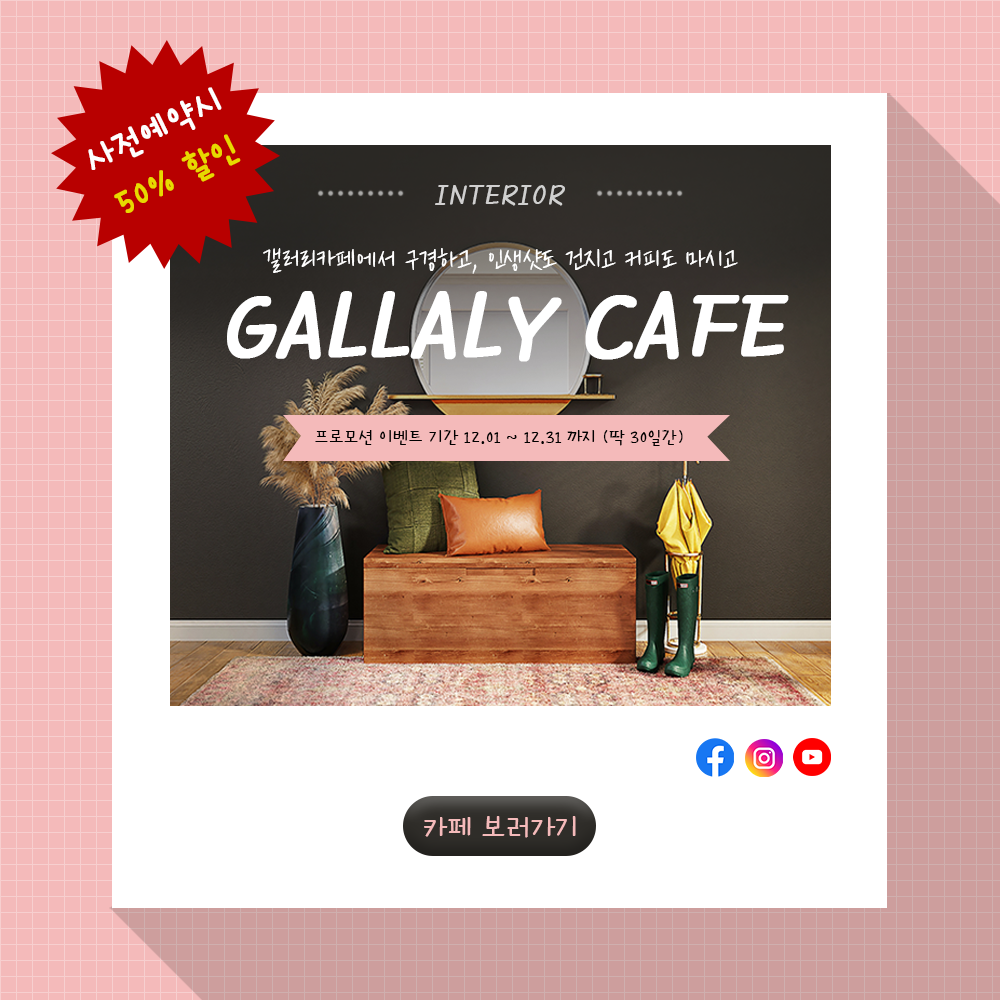 사전예약시
50% 할인
INTERIOR
갤러리카페에서 구경하고, 인생샷도 건지고 커피도 마시고
GALLALY CAFE
프로모션 이벤트 기간 12.01 ~ 12.31 까지 (딱 30일간)
카페 보러가기